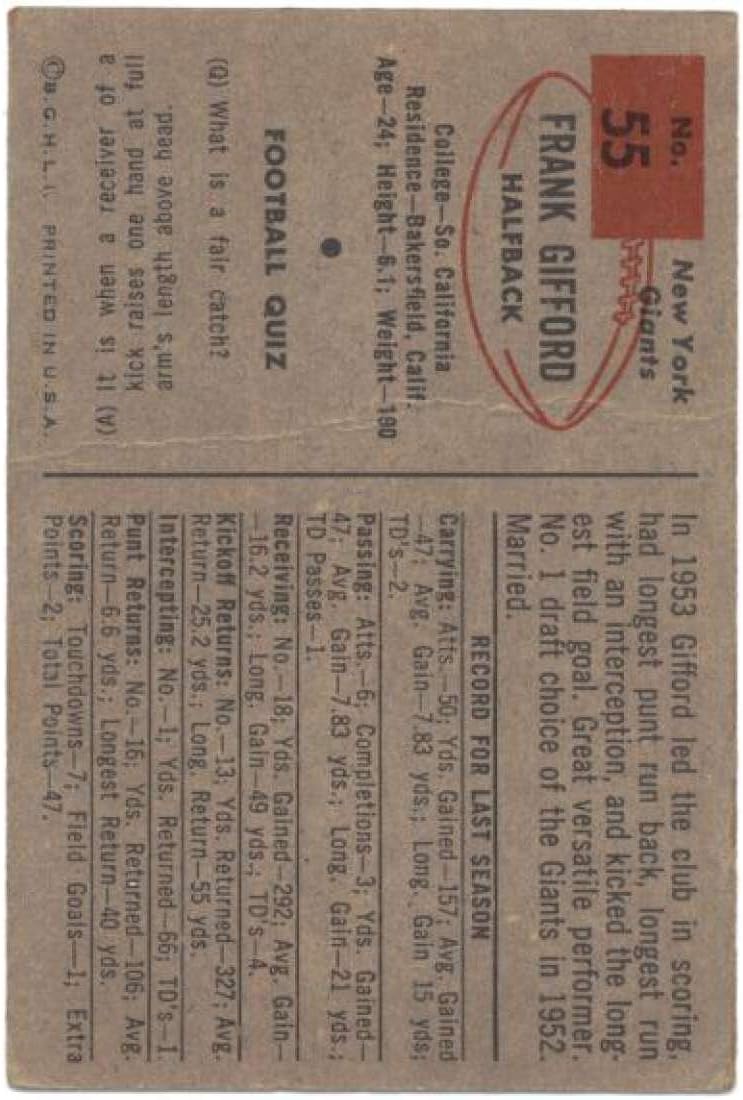 No.
55
New York
Giants
FRANK GIFFORD
HALFBACK
College—So. California
Residence—Bakersfield, Calif.
Age—24; Height—6.1; Weight—190
FOOTBALL QUIZ
(Q) What is a fair catch?
(A) It is when a receiver of a
kick raises one hand at full
arm's length above head.
©B.G.H.L.I. PRINTED IN U.S.A.
In 1953 Gifford led the club in scoring,
had longest punt run back, longest run
with an interception, and kicked the long-
est field goal. Great versatile performer.
No. 1 draft choice of the Giants in 1952.
Married.
RECORD FOR LAST SEASON
Carrying: Atts.—50; Yds. Gained—157; Avg. Gained
—47; Avg. Gain—7.83 yds.; Long. Gain 15 yds;
TD's—2.
Passing: Atts.—6; Completions—3; Yds. Gained—
47; Avg. Gain—7.83 yds.; Long. Gain—21 yds.;
TD Passes—1.
Receiving: No.—18; Yds. Gained—292; Avg. Gain—
—16.2 yds.; Long. Gain—49 yds., TD's—4.
Kickoff Returns: No.—13; Yds. Returned—327; Avg.
Return—25.2 yds.; Long. Return—55 yds.
Intercepting: No.—1; Yds. Returned—66; TD's—1.
Punt Returns: No.—16; Yds. Returned—106; Avg.
Return—6.6 yds.; Longest Return—40 yds.
Scoring: Touchdowns—7; Field Goals—1; Extra
Points—2; Total Points—47.